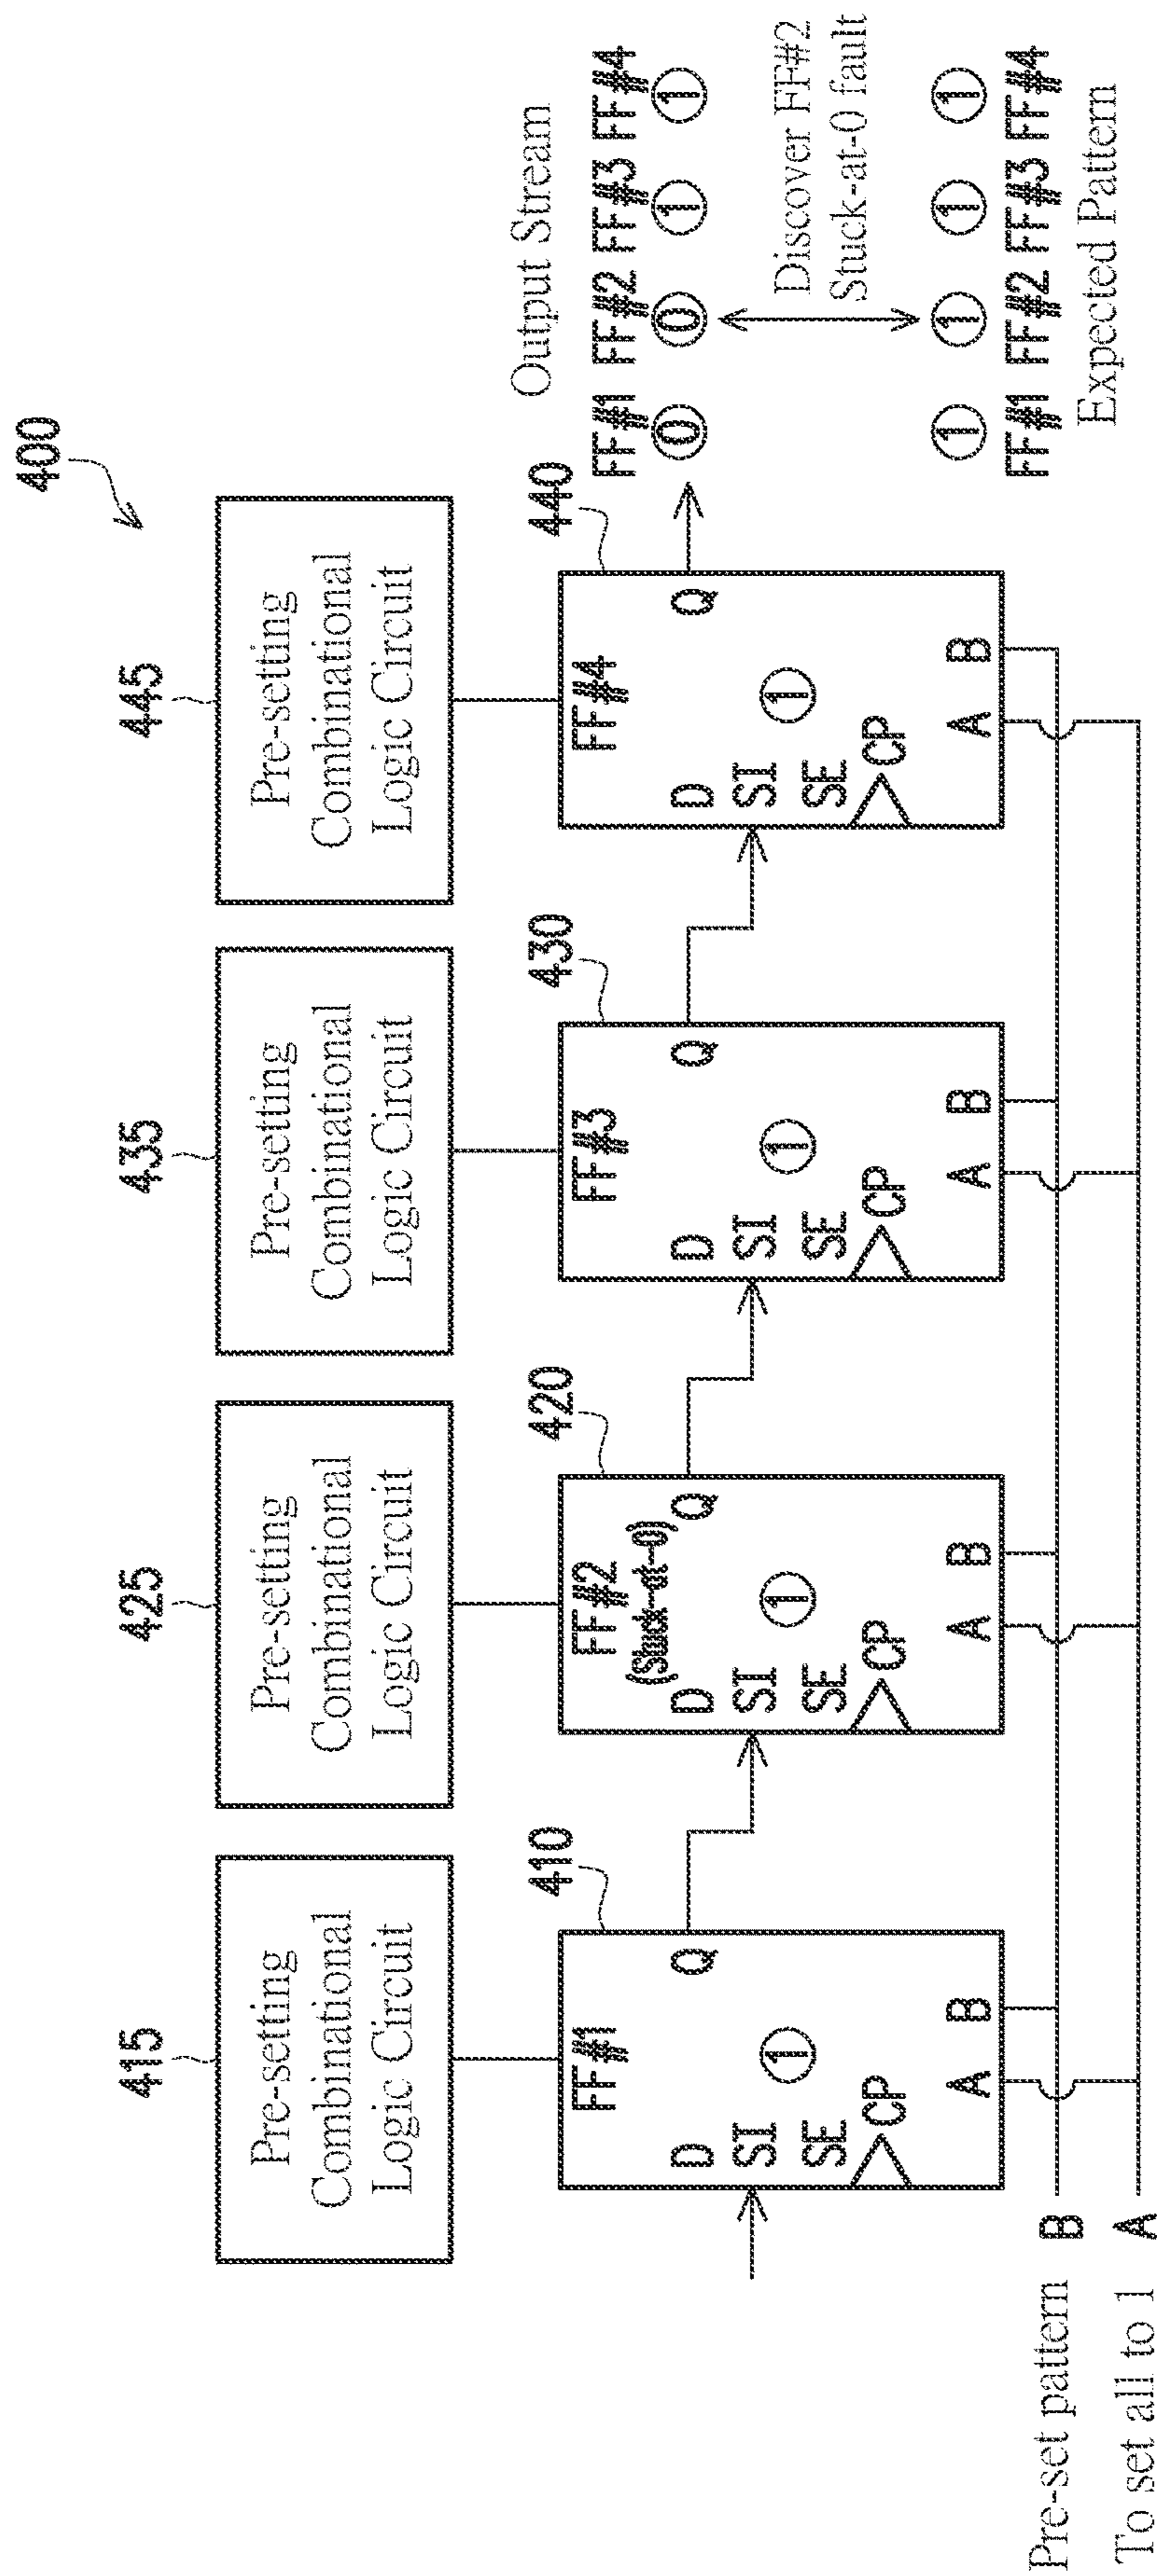 400
415
425
435
445
Pre-setting
Combinational
Logic Circuit
Pre-setting
Combinational
Logic Circuit
Pre-setting
Combinational
Logic Circuit
Pre-setting
Combinational
Logic Circuit
410
420
430
440
FF#1
D
SI
SE
CP
Q
1
A
B
FF#2
(Stuck-at-0)
D
SI
SE
CP
Q
1
A
B
FF#3
D
SI
SE
CP
Q
1
A
B
FF#4
D
SI
SE
CP
Q
1
A
B
Output Stream
FF#1 FF#2 FF#3 FF#4
0 0 1 1
Discover FF#2
Stuck-at-0 fault
1 1 1 1
FF#1 FF#2 FF#3 FF#4
Expected Pattern
Pre-set pattern B
To set all to 1 A